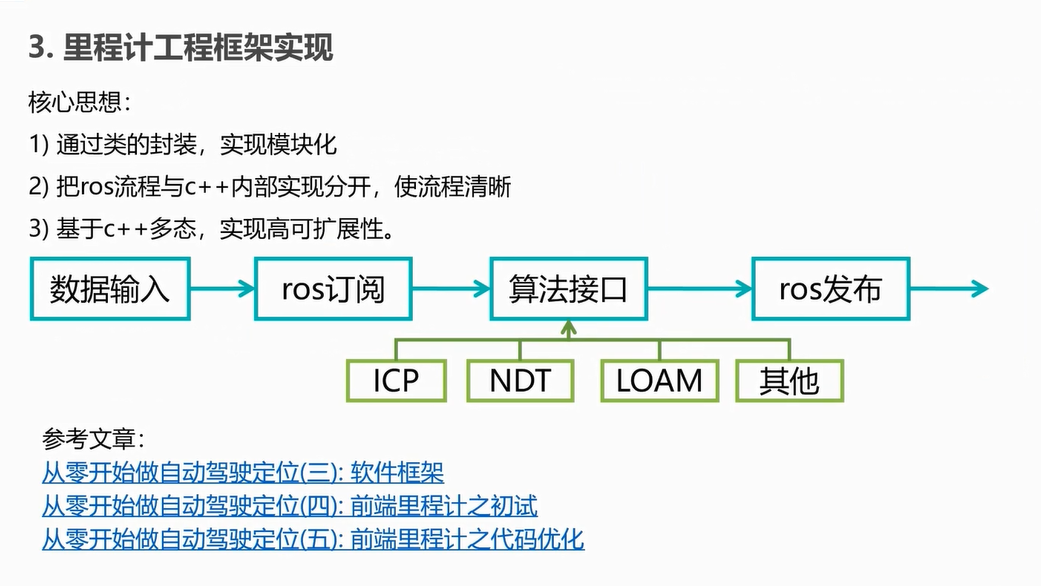 3. 里程计工程框架实现
核心思想：
1) 通过类的封装，实现模块化
2) 把ros流程与c++内部实现分开，使流程清晰
3) 基于c++多态，实现高可扩展性。
数据输入
ros订阅
算法接口
ros发布
ICP
NDT
LOAM
其他
参考文章：
从零开始做自动驾驶定位(三): 软件框架
从零开始做自动驾驶定位(四): 前端里程计之初试
从零开始做自动驾驶定位(五): 前端里程计之代码优化